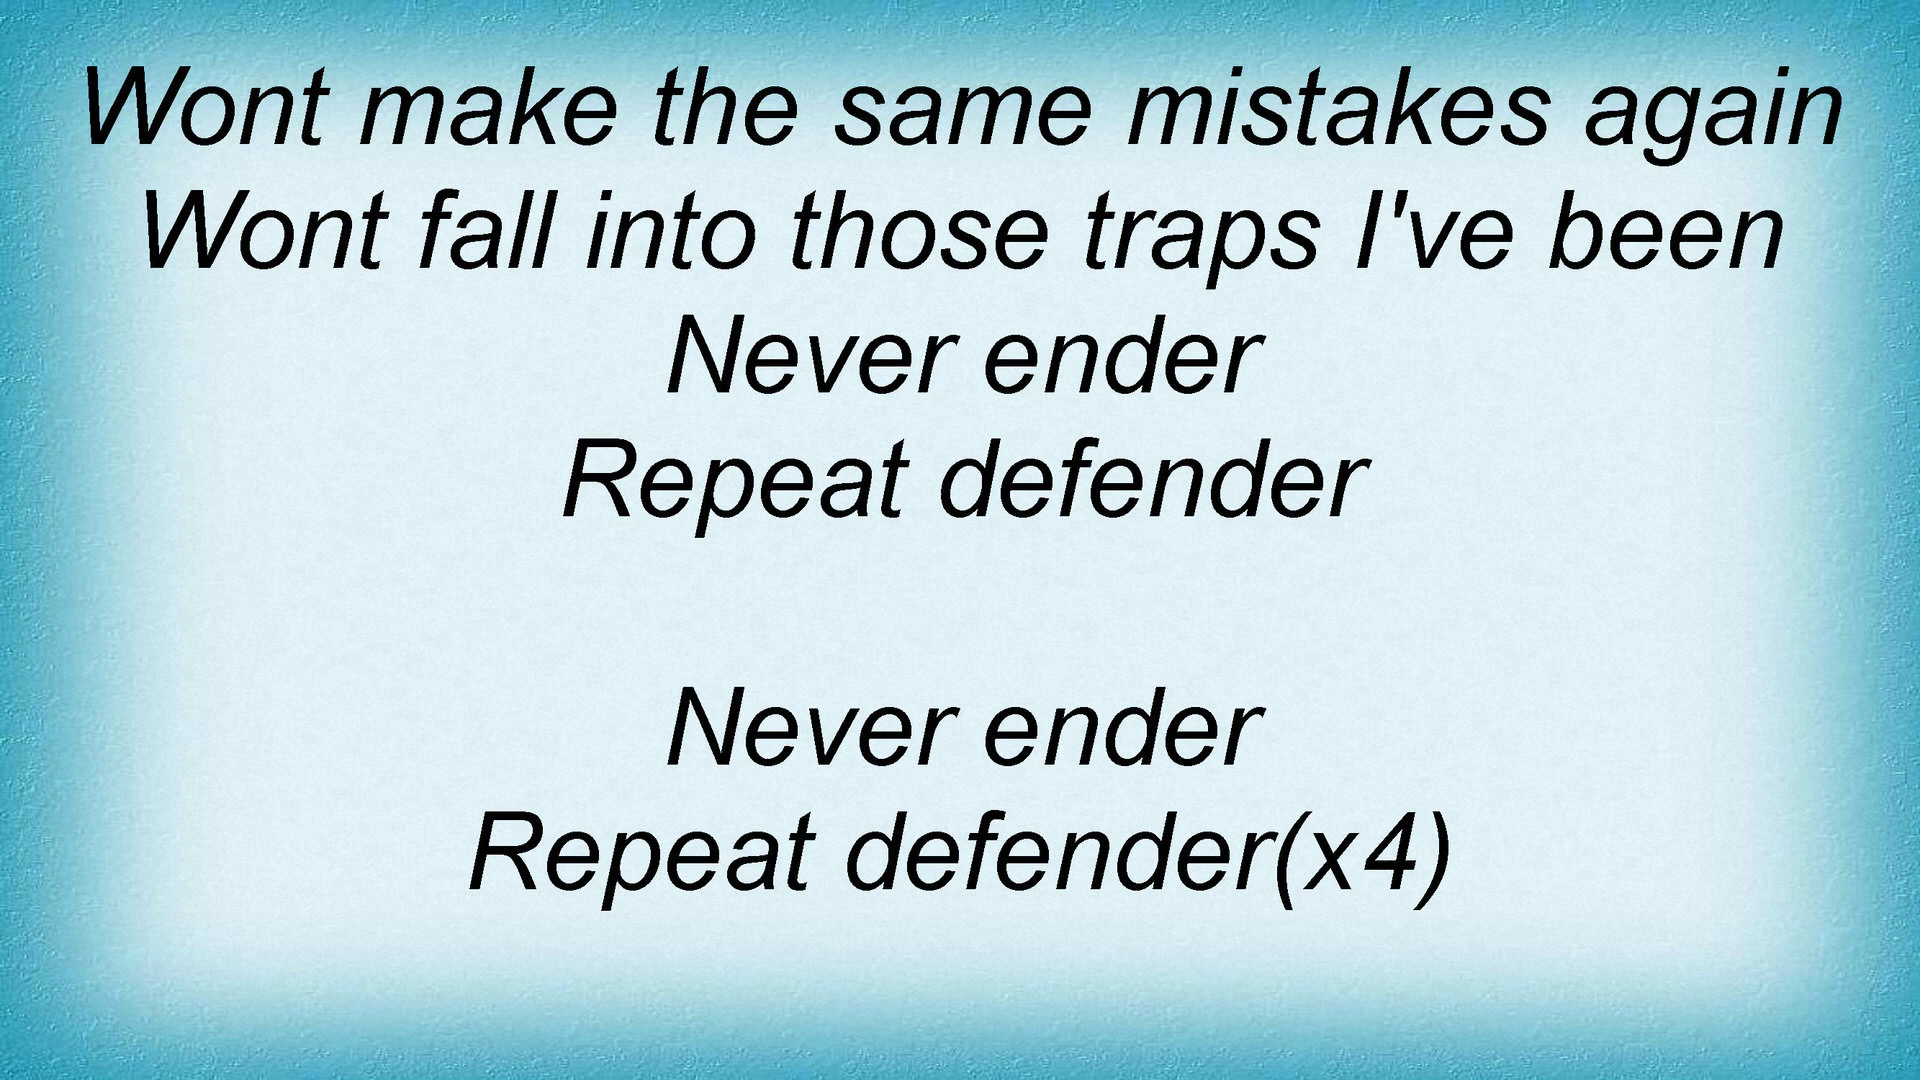 Wont make the same mistakes again
Wont fall into those traps I've been
Never ender
Repeat defender
Never ender
Repeat defender(x4)